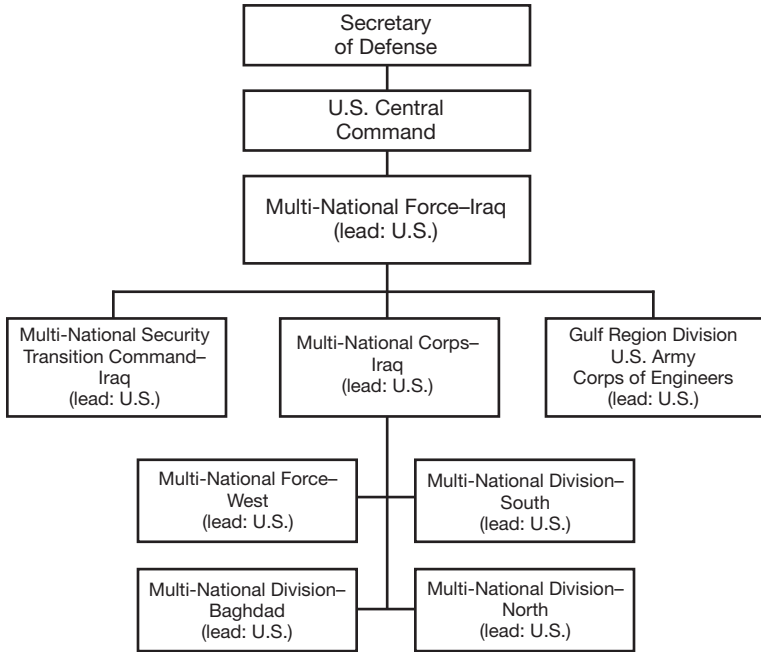 Secretary
of Defense
U.S. Central
Command
Multi-National Force–Iraq
(lead: U.S.)
Multi-National Security
Transition Command–
Iraq
(lead: U.S.)
Multi-National Corps–
Iraq
(lead: U.S.)
Gulf Region Division
U.S. Army
Corps of Engineers
(lead: U.S.)
Multi-National Force–
West
(lead: U.S.)
Multi-National Division–
South
(lead: U.S.)
Multi-National Division–
Baghdad
(lead: U.S.)
Multi-National Division–
North
(lead: U.S.)